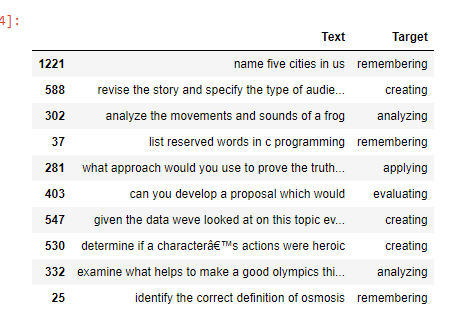 4]:
Text Target
1221 name five cities in us remembering
588 revise the story and specify the type of audie... creating
302 analyze the movements and sounds of a frog analyzing
37 list reserved words in c programming remembering
281 what approach would you use to prove the truth... applying
403 can you develop a proposal which would evaluating
547 given the data weve looked at on this topic ev... creating
530 determine if a characterâ€™s actions were heroic creating
332 examine what helps to make a good olympics thi... analyzing
25 identify the correct definition of osmosis remembering